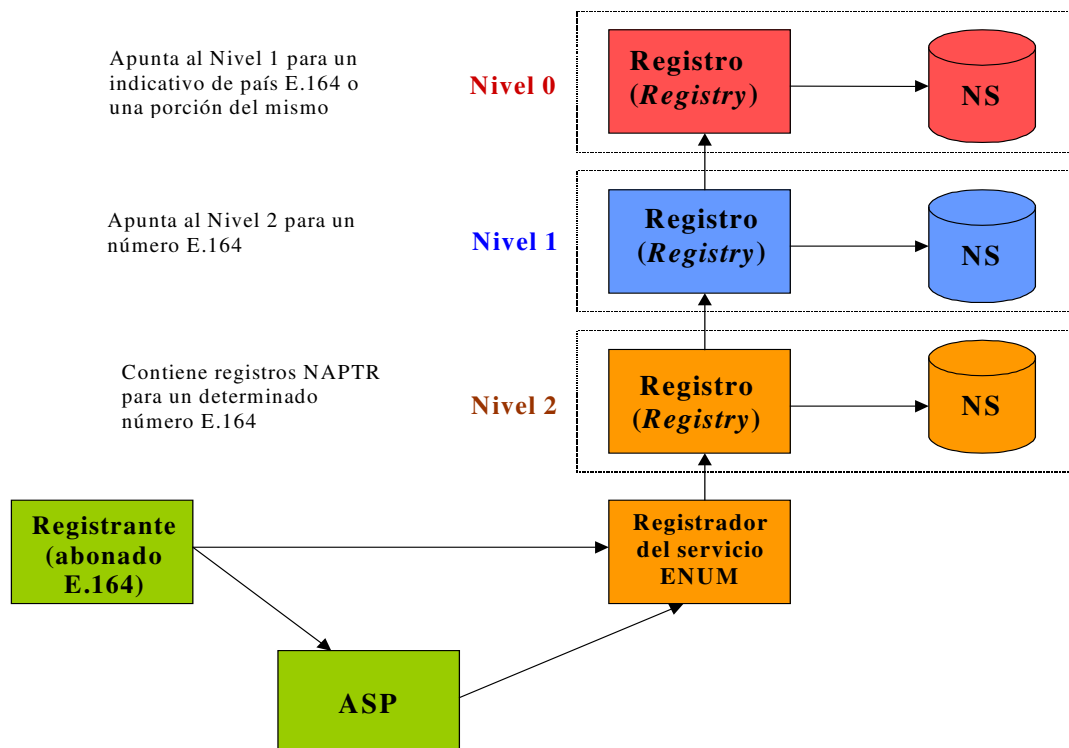 Apunta al Nivel 1 para un
indicativo de país E.164 o
una porción del mismo
Nivel 0
Registro
(Registry)
NS
Apunta al Nivel 2 para un
número E.164
Nivel 1
Registro
(Registry)
NS
Contiene registros NAPTR
para un determinado
número E.164
Nivel 2
Registro
(Registry)
NS
Registrante
(abonado
E.164)
Registrador
del servicio
ENUM
ASP